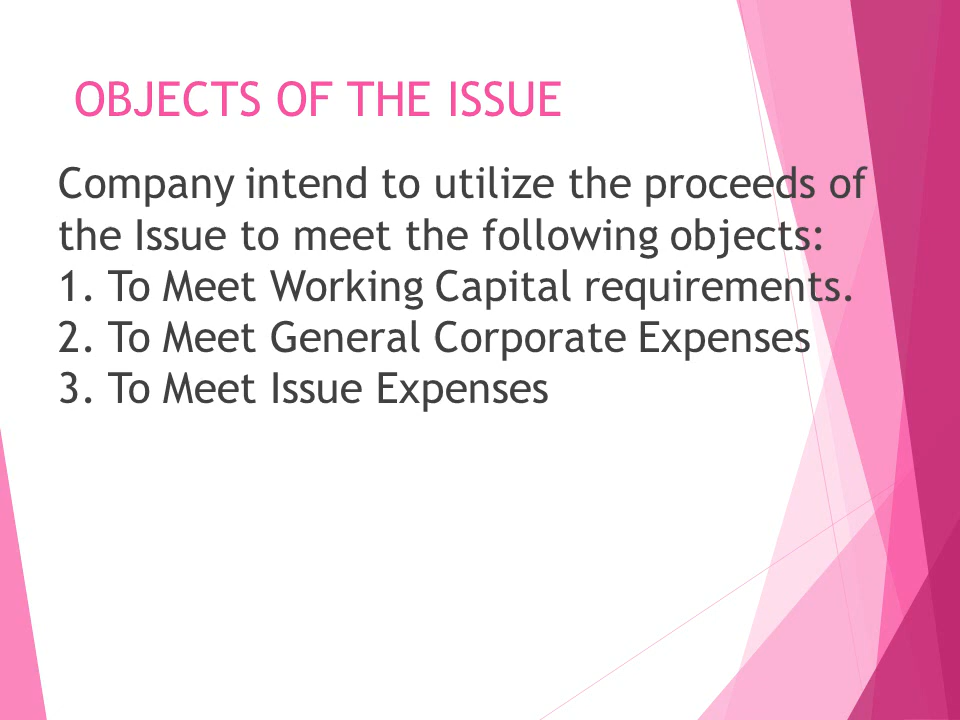 OBJECTS OF THE ISSUE
Company intend to utilize the proceeds of
the Issue to meet the following objects:
1. To Meet Working Capital requirements.
2. To Meet General Corporate Expenses
3. To Meet Issue Expenses